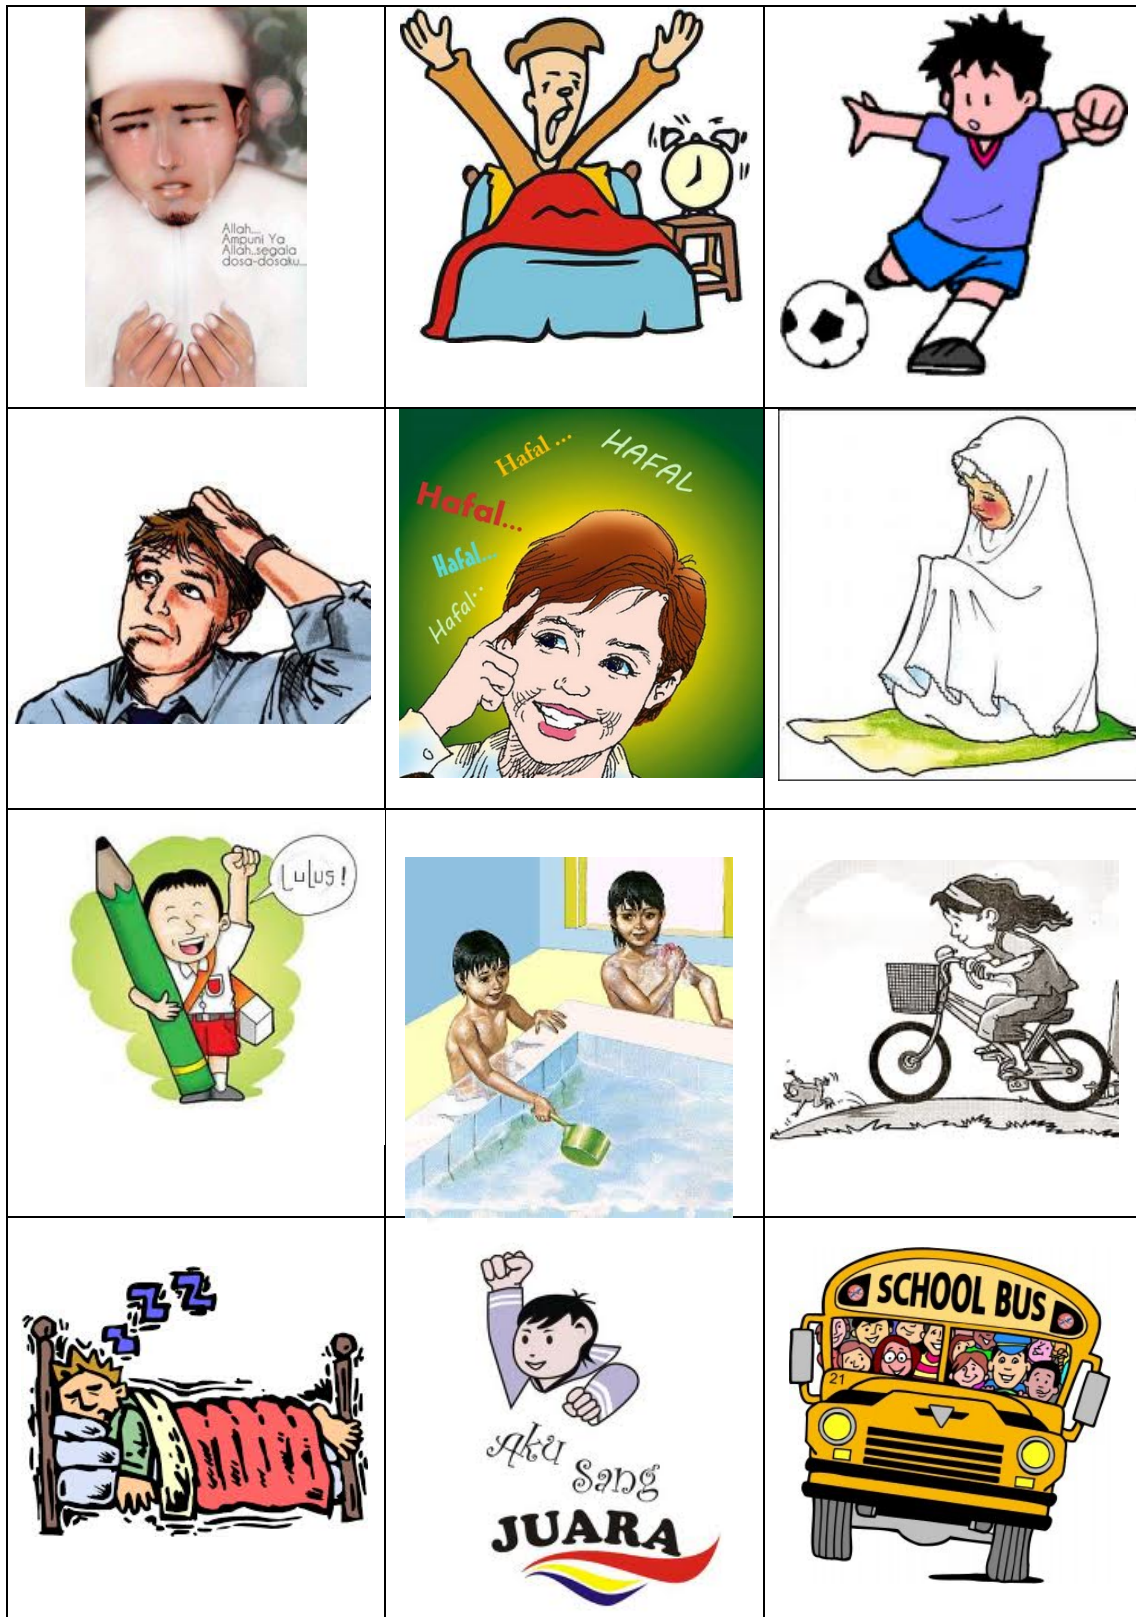 Allah....
Ampuni Ya
Allah..segala
dosa-dosaku...
Hafal ...
HAFAL
Hafal...
Hafal...
Hafal..
Lulus!
SCHOOL BUS
21
Aku
Sang
JUARA